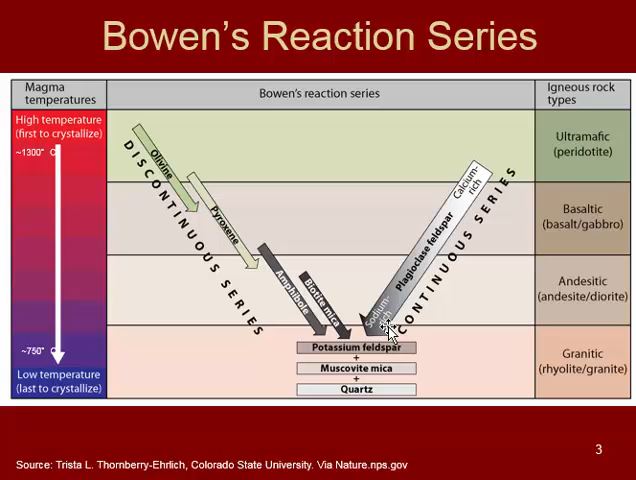 Bowen's Reaction Series
Magma
temperatures
Bowen's reaction series
Igneous rock
types
High temperature
(first to crystallize)
~1300° C
Olivine
DISCONTINUOUS SERIES
Pyroxene
Amphibole
Biotite mica
Calcium-
rich
Plagioclase feldspar
Sodium-
rich
CONTINUOUS SERIES
Ultramafic
(peridotite)
Basaltic
(basalt/gabbro)
Andesitic
(andesite/diorite)
~750° C
Low temperature
(last to crystallize)
Potassium feldspar
+
Muscovite mica
+
Quartz
Granitic
(rhyolite/granite)
3
Source: Trista L. Thornberry-Ehrlich, Colorado State University. Via Nature.nps.gov